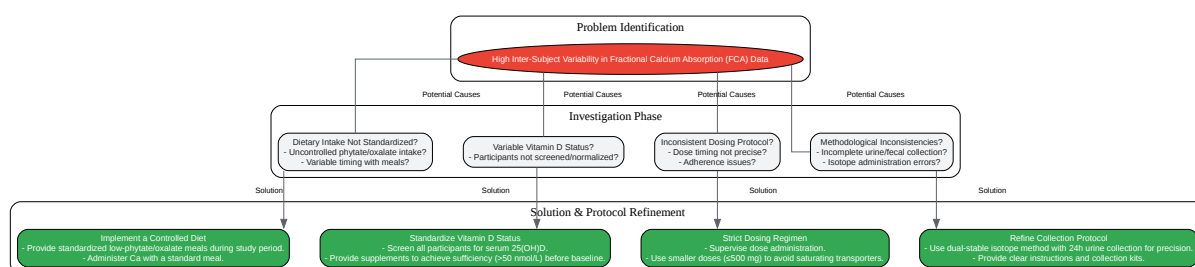 Problem Identification
High Inter-Subject Variability in Fractional Calcium Absorption (FCA) Data
Potential Causes
Potential Causes
Potential Causes
Potential Causes
Investigation Phase
Dietary Intake Not Standardized?
- Uncontrolled phytate/oxalate intake?
- Variable timing with meals?
Variable Vitamin D Status?
- Participants not screened/normalized?
Inconsistent Dosing Protocol?
- Dose timing not precise?
- Adherence issues?
Methodological Inconsistencies?
- Incomplete urine/fecal collection?
- Isotope administration errors?
Solution
Solution
Solution
Solution
Solution & Protocol Refinement
Implement a Controlled Diet
- Provide standardized low-phytate/oxalate meals during study period.
- Administer Ca with a standard meal.
Standardize Vitamin D Status
- Screen all participants for serum 25(OH)D.
- Provide supplements to achieve sufficiency (>50 nmol/L) before baseline.
Strict Dosing Regimen
- Supervise dose administration.
- Use smaller doses (≤500 mg) to avoid saturating transporters.
Refine Collection Protocol
- Use dual-stable isotope method with 24h urine collection for precision.
- Provide clear instructions and collection kits.